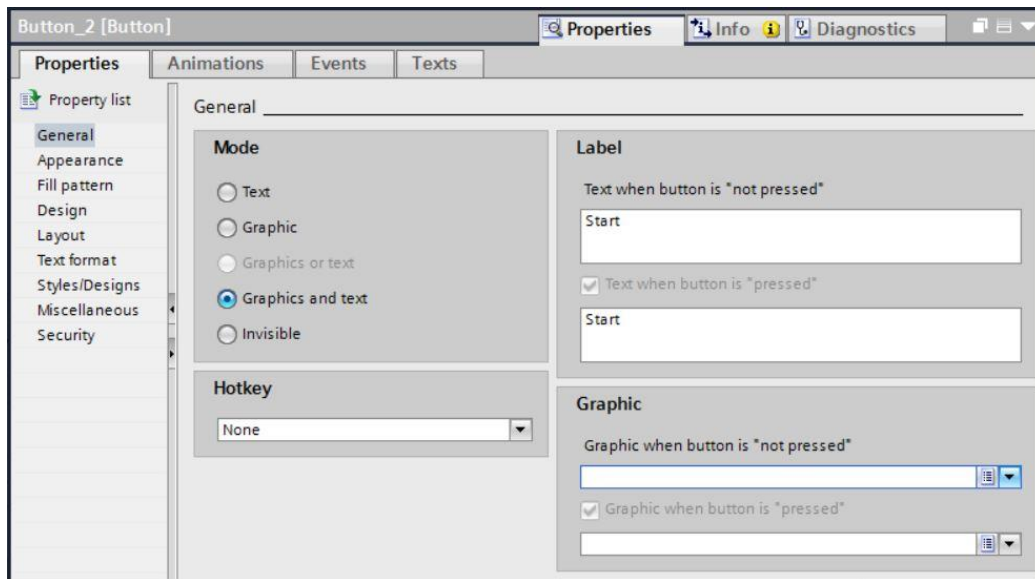 Button_2 [Button]
Properties
Info
Diagnostics
Properties
Animations
Events
Texts
Property list
General
Appearance
Fill pattern
Design
Layout
Text format
Styles/Designs
Miscellaneous
Security
General
Mode
Text
Graphic
Graphics or text
Graphics and text
Invisible
Hotkey
None
Label
Text when button is "not pressed"
Start
Text when button is "pressed"
Start
Graphic
Graphic when button is "not pressed"
Graphic when button is "pressed"